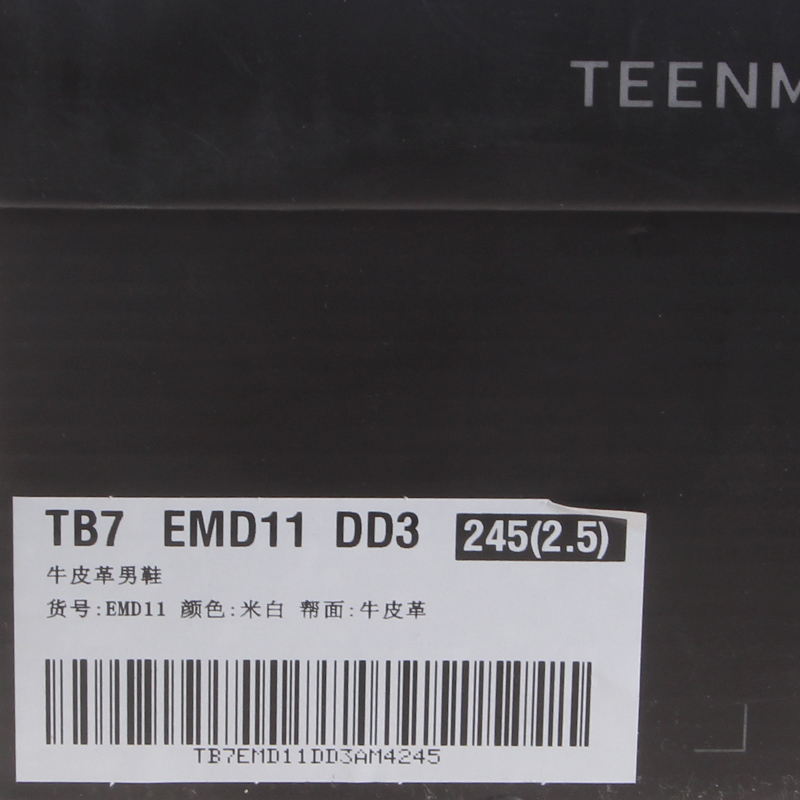 TEENM
TB7 EMD11 DD3 245(2.5)
牛皮革男鞋
货号:EMD11 颜色:米白 帮面:牛皮革
TB7EMD11DD3AM4245